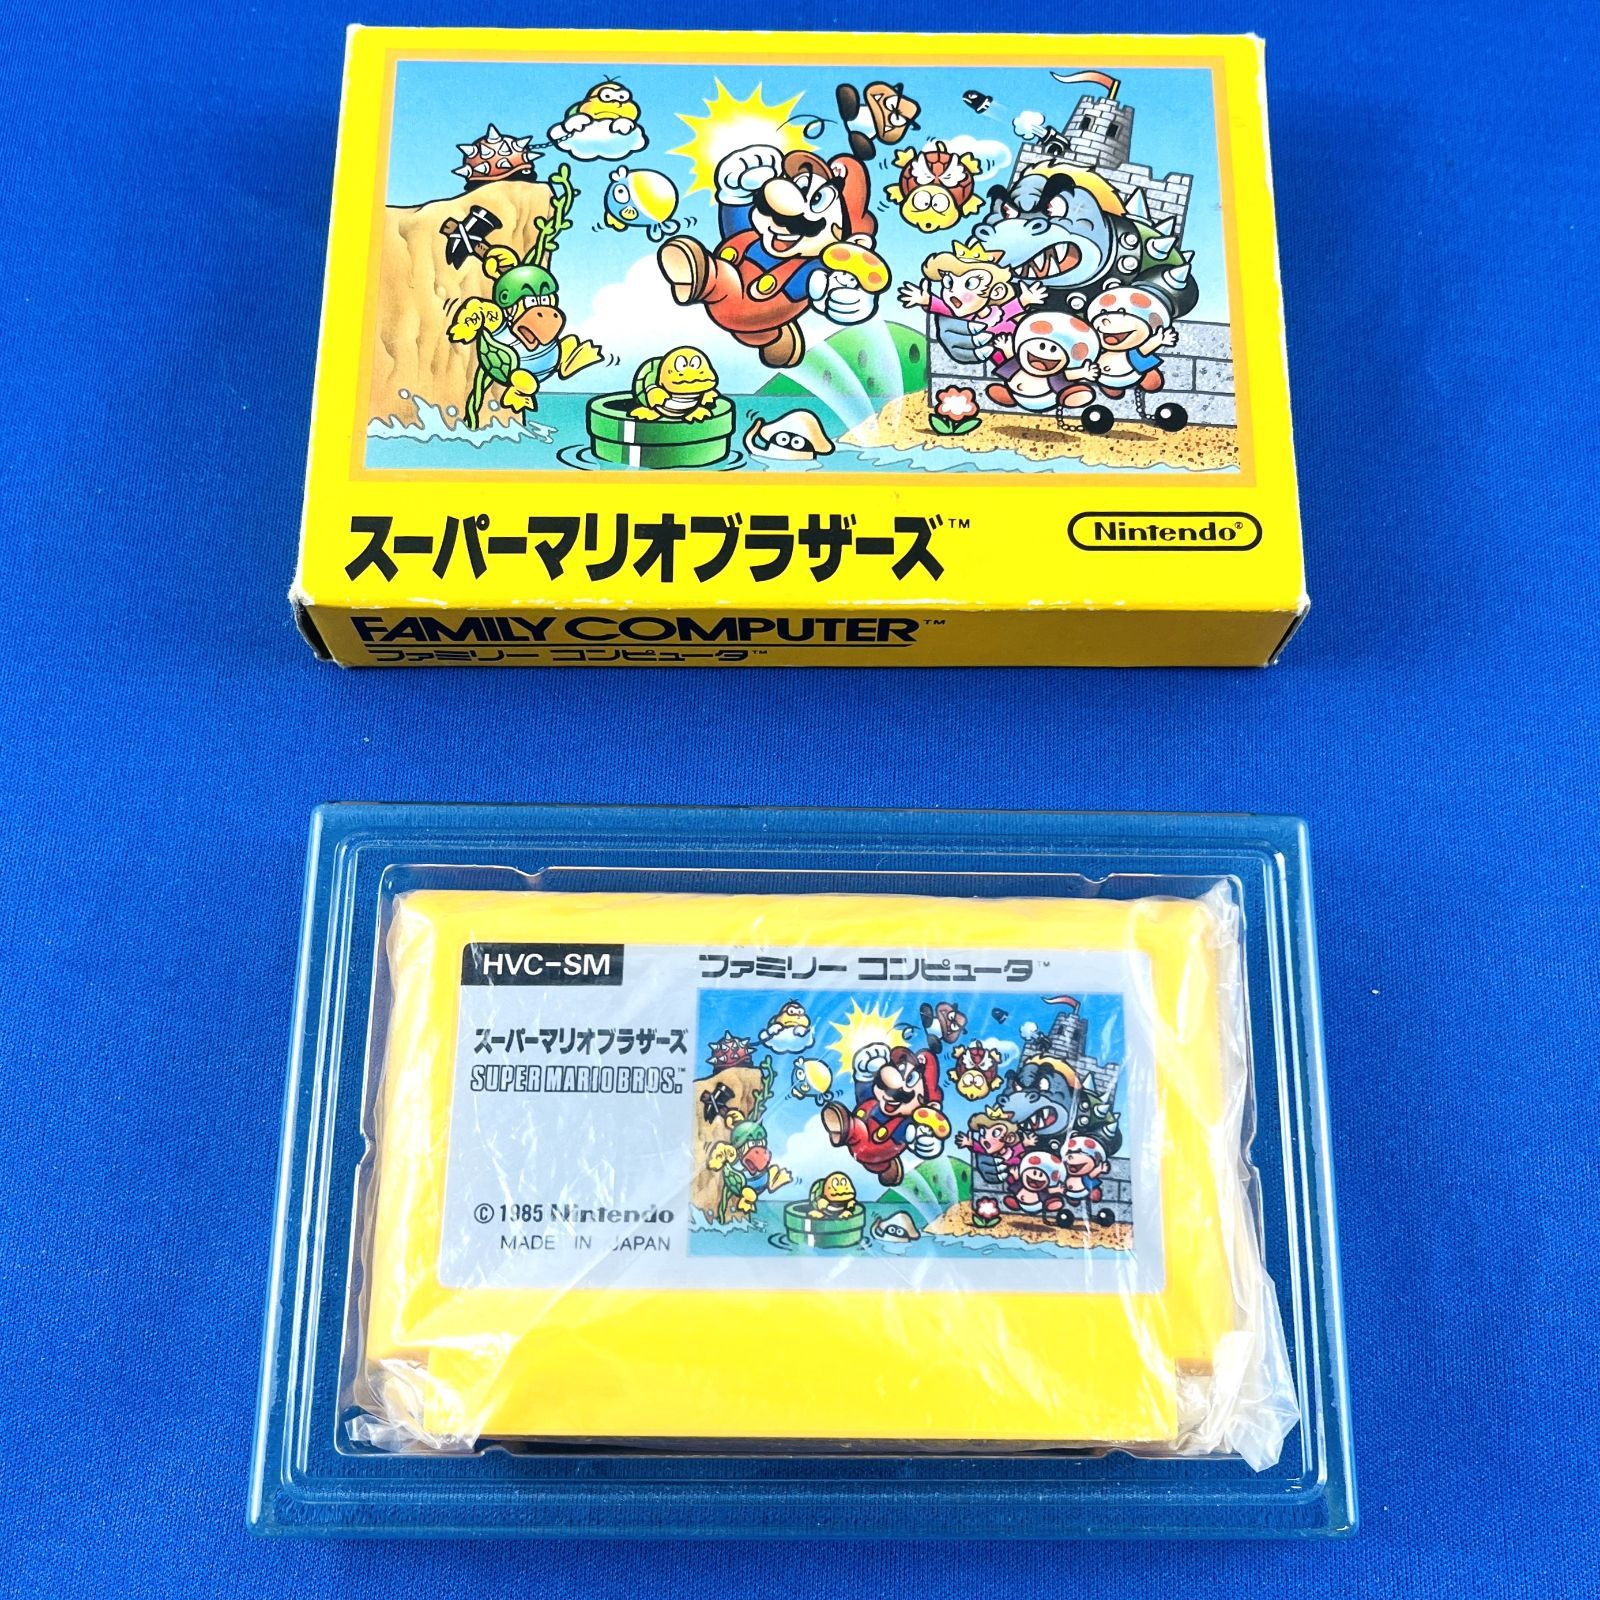 スーパーマリオブラザーズ™
Nintendo®
FAMILY COMPUTER™
ファミリー コンピュータ™
HVC-SM
ファミリー コンピュータ™
スーパーマリオブラザーズ
SUPER MARIO BROS.™
© 1985 Nintendo
MADE IN JAPAN